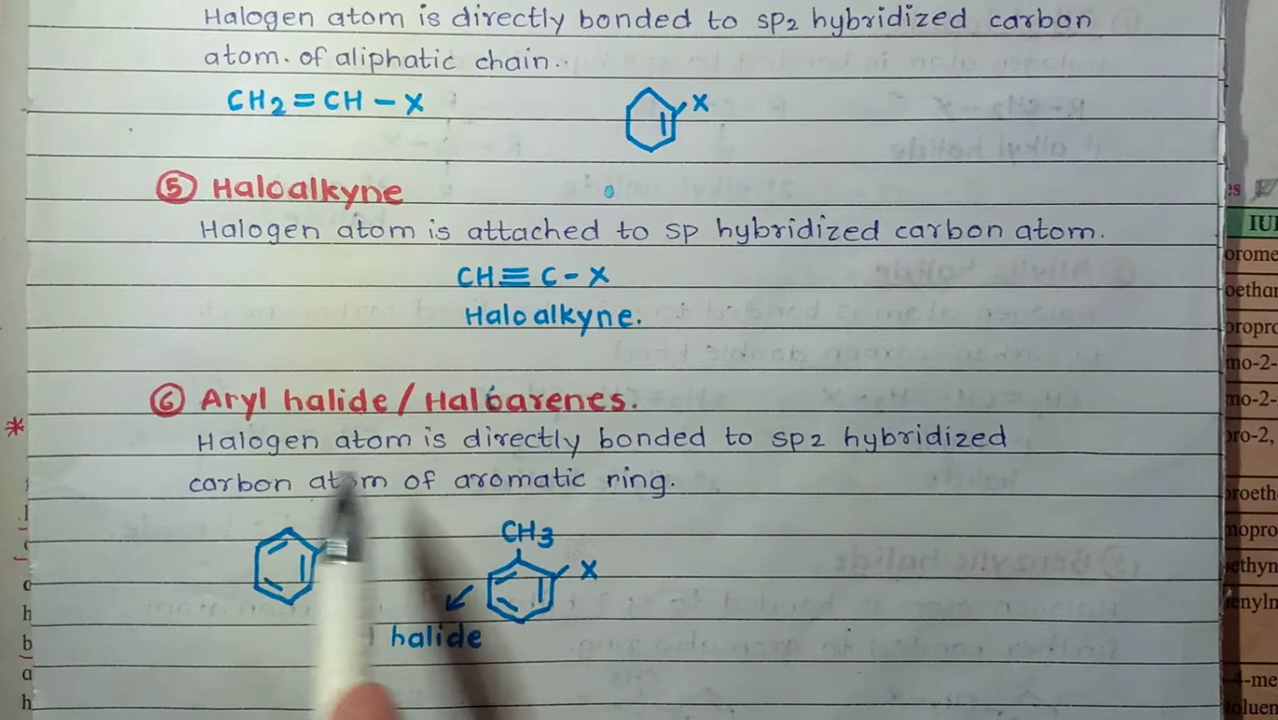 Halogen atom is directly bonded to sp2 hybridized carbon
atom. of aliphatic chain.
CH2=CH-X
X
⑤ Haloalkyne
Halogen atom is attached to sp hybridized carbon atom.
CH≡C-X
Haloalkyne.
⑥ Aryl halide / Haloarenes.
*
Halogen atom is directly bonded to sp2 hybridized
carbon atom of aromatic ring.
CH3
X
halide